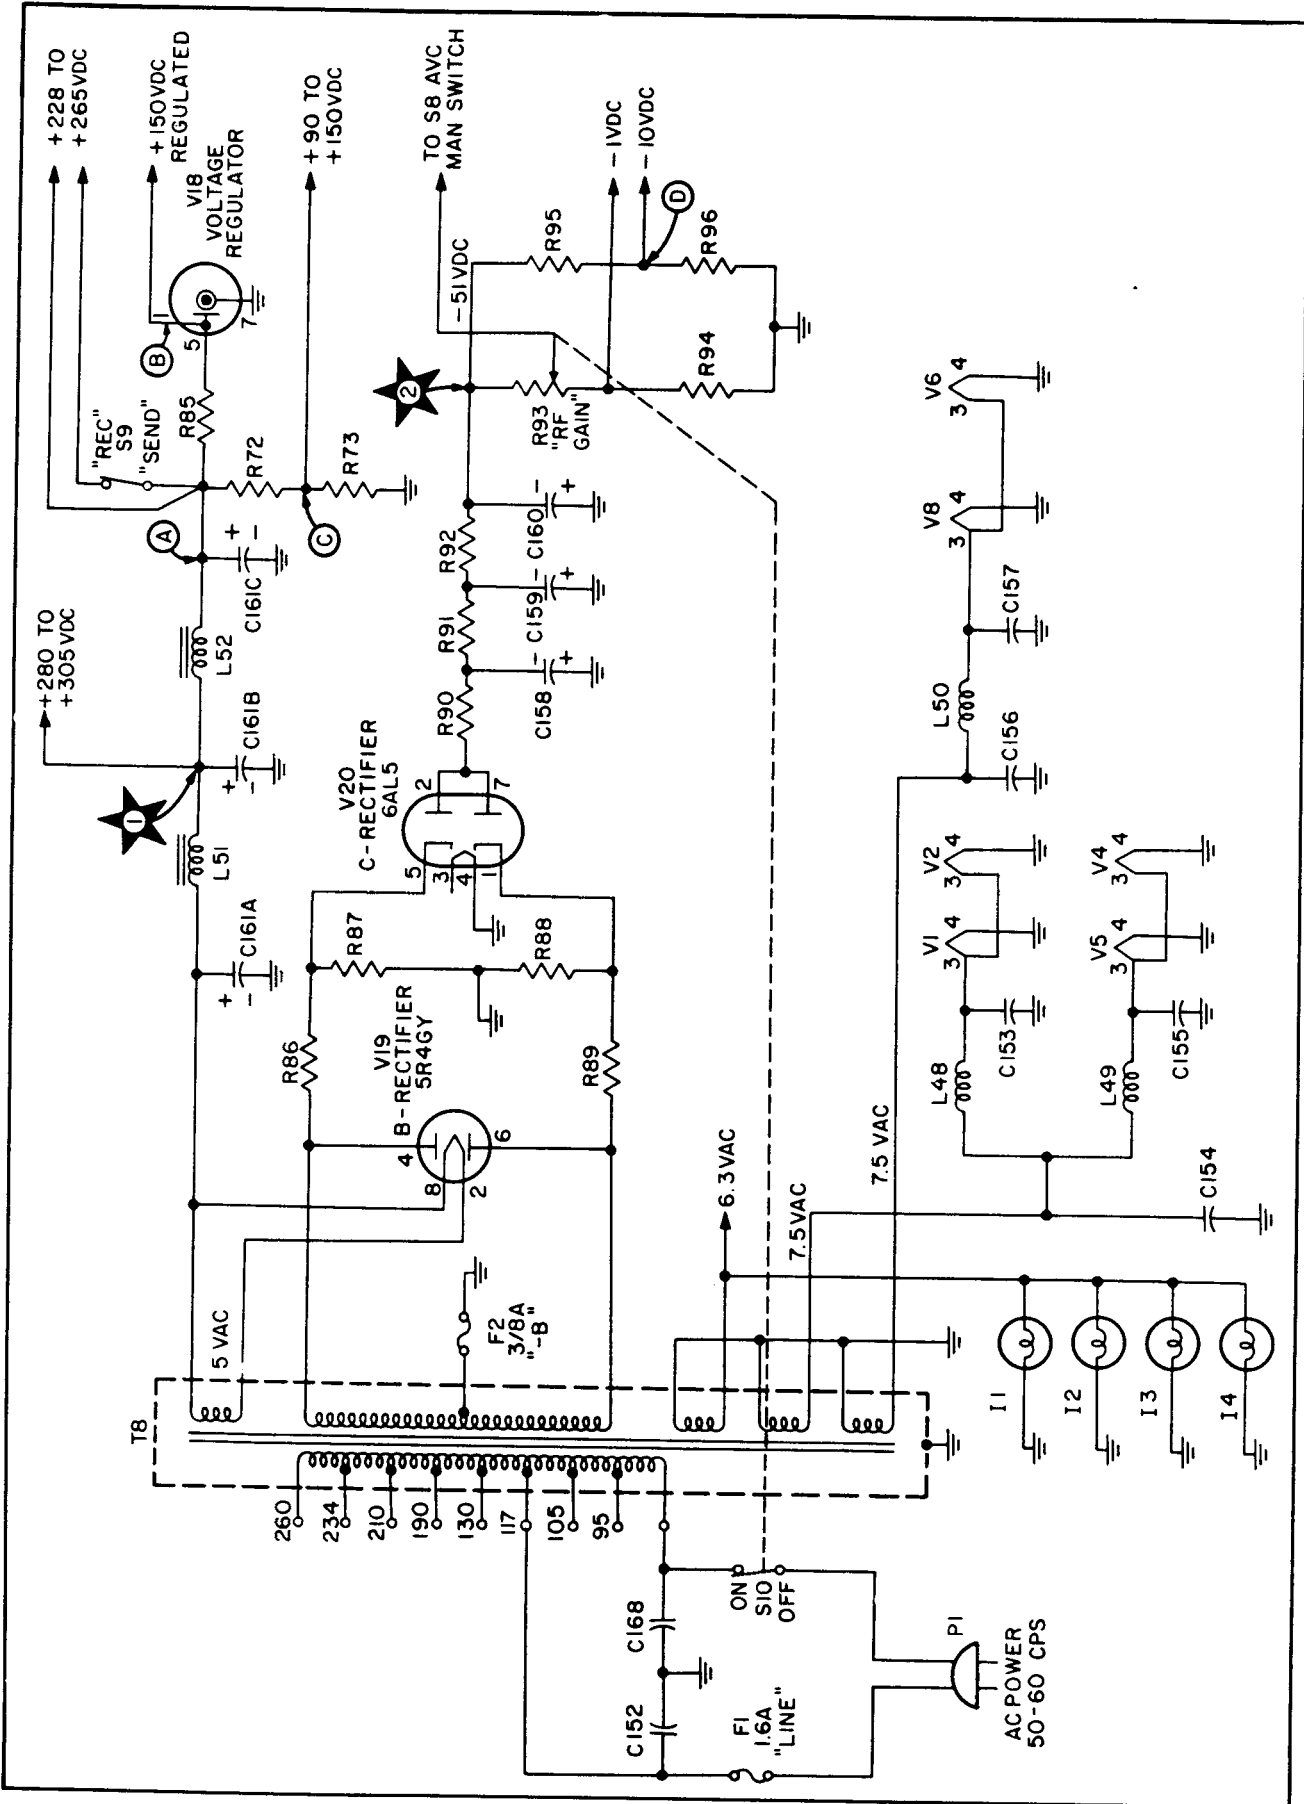 +228 TO
+265VDC
+150VDC
REGULATED
V18
VOLTAGE
REGULATOR
1
B
5
7
"REC"
S9
"SEND"
R85
A
R72
+90 TO
+150VDC
C
R73
+
-
C161C
L52
+280 TO
+305VDC
1
+
-
C161B
L51
+
-
C161A
TO S8 AVC
MAN SWITCH
-51VDC
2
R95
-1VDC
-10VDC
D
R96
R93
"RF
GAIN"
R94
R92
-
+
C160
R91
-
+
C159
R90
-
+
C158
V20
C-RECTIFIER
6AL5
2
7
5
3
4
1
R87
R88
R86
R89
V19
B-RECTIFIER
5R4GY
4
6
8
2
5 VAC
F2
3/8A
"-B"
T8
260
234
210
190
130
117
105
95
6.3VAC
7.5VAC
7.5 VAC
V6
3 4
V8
3 4
C157
L50
C156
V2
3 4
V1
3 4
V4
3 4
V5
3 4
C153
L48
C155
L49
C154
I1
I2
I3
I4
C168
C152
ON
S10
OFF
F1
1.6A
"LINE"
P1
AC POWER
50-60 CPS